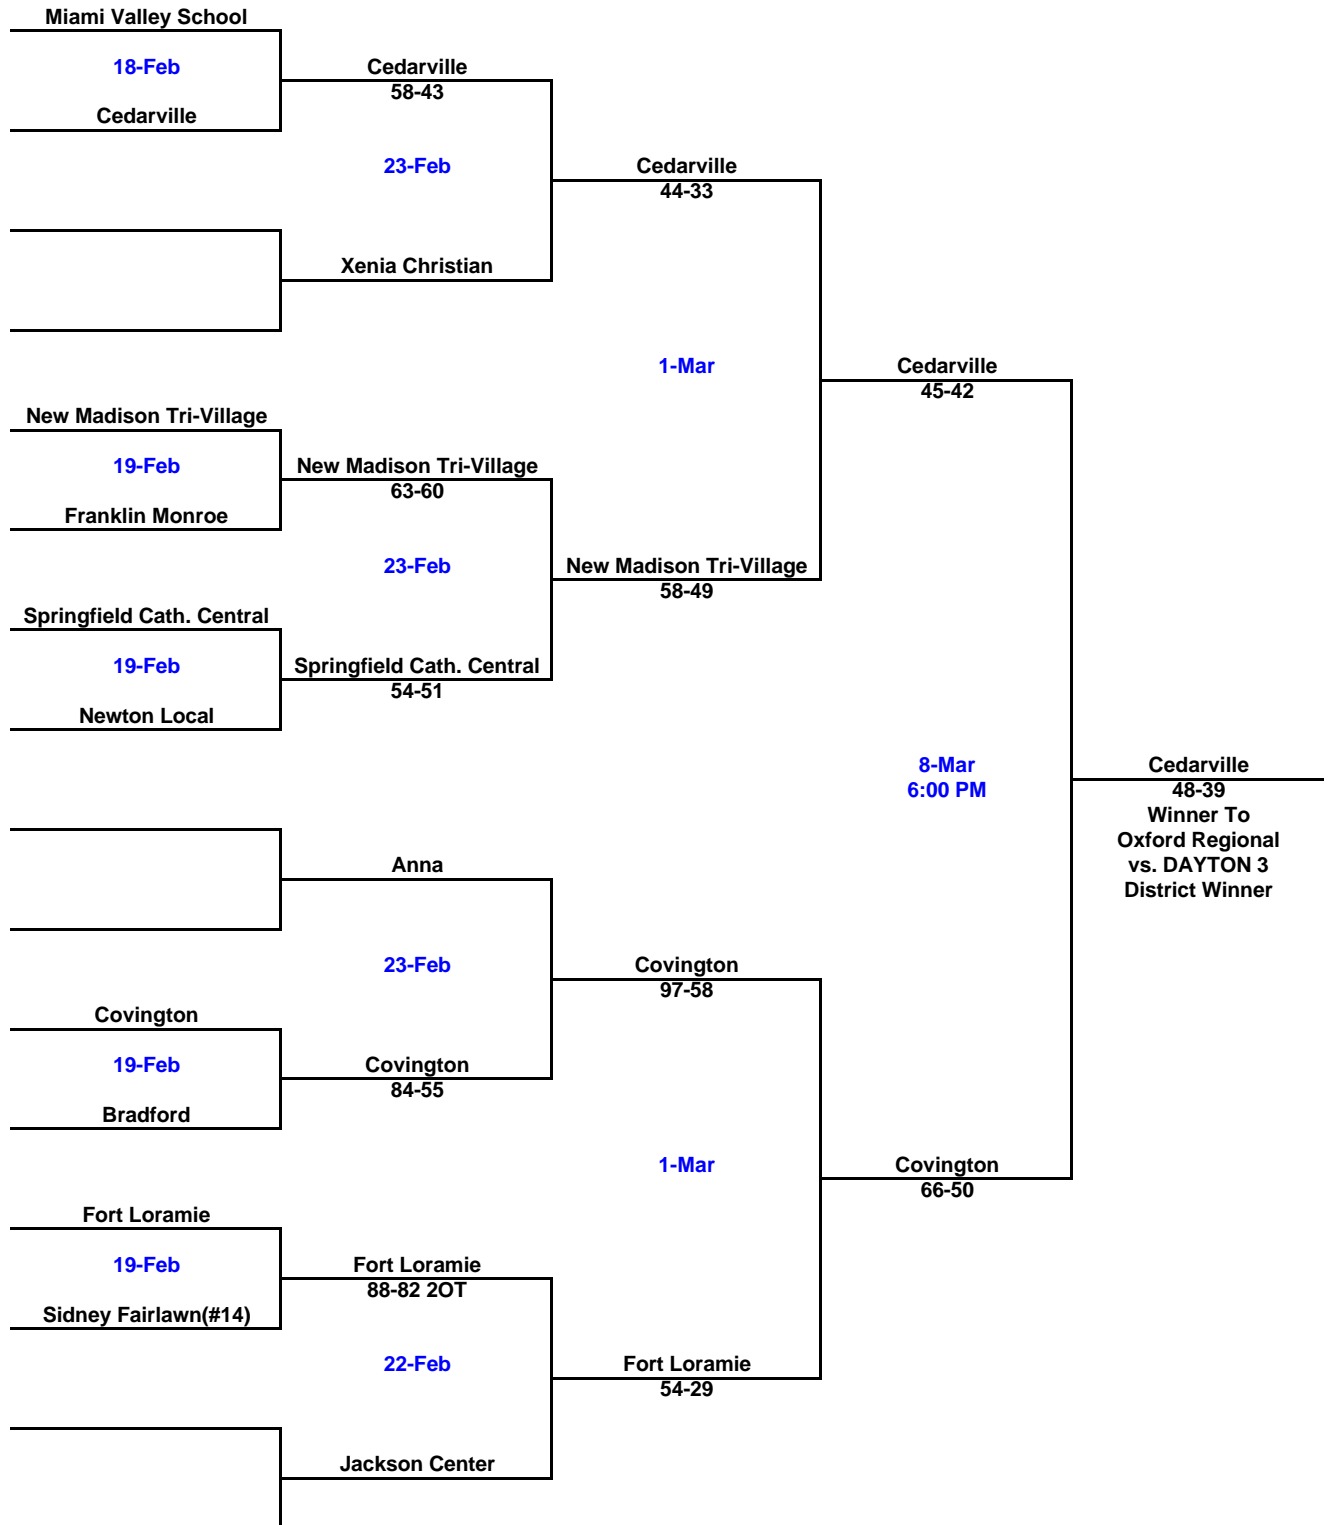 Miami Valley School
18-Feb
Cedarville
Cedarville
58-43
23-Feb
Xenia Christian
Cedarville
44-33
1-Mar
New Madison Tri-Village
19-Feb
Franklin Monroe
New Madison Tri-Village
63-60
23-Feb
Springfield Cath. Central
19-Feb
Newton Local
Springfield Cath. Central
54-51
New Madison Tri-Village
58-49
Cedarville
45-42
8-Mar
6:00 PM
Cedarville
48-39
Winner To
Oxford Regional
vs. DAYTON 3
District Winner
Anna
23-Feb
Covington
19-Feb
Bradford
Covington
84-55
Covington
97-58
1-Mar
Fort Loramie
19-Feb
Sidney Fairlawn(#14)
Fort Loramie
88-82 2OT
22-Feb
Jackson Center
Fort Loramie
54-29
Covington
66-50